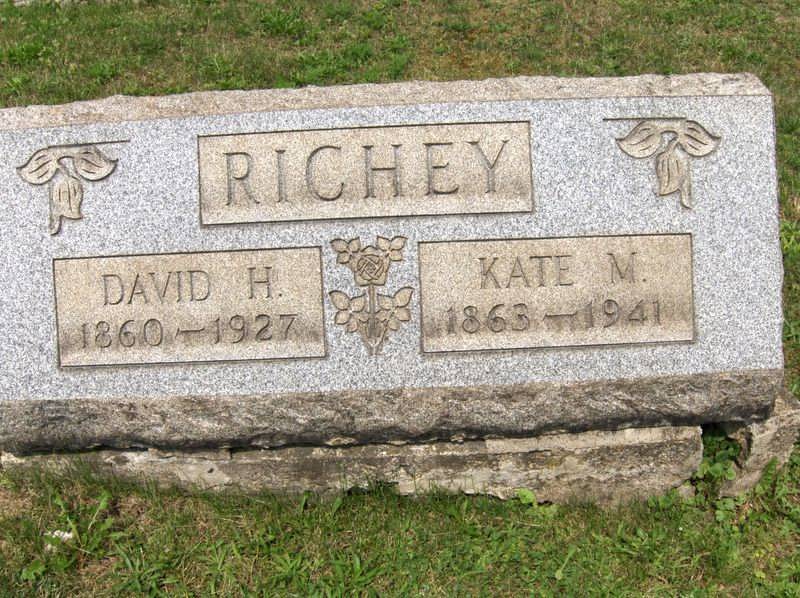 RICHEY
DAVID H.
1860—1927
KATE M.
1863—1941